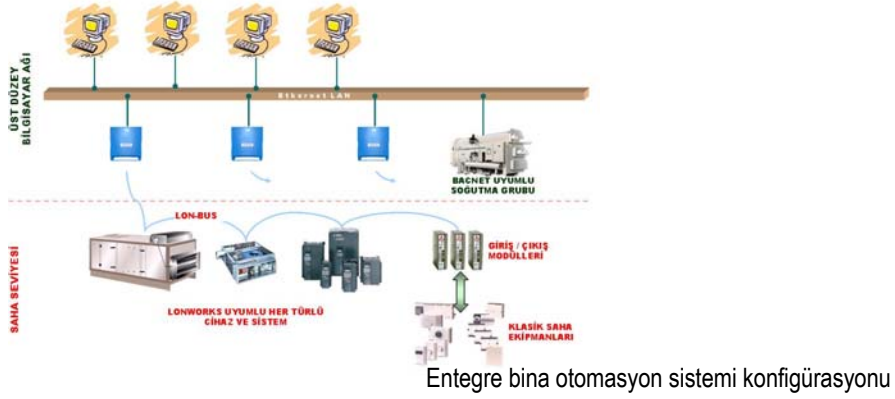 ÜST DÜZEY
BİLGİSAYAR AĞI
Ethernet LAN
BACNET UYUMLU
SOĞUTMA GRUBU
SAHA SEVİYESİ
LON-BUS
GİRİŞ / ÇIKIŞ
MODÜLLERİ
LONWORKS UYUMLU HER TÜRLÜ
CİHAZ VE SİSTEM
KLASİK SAHA
EKİPMANLARI
Entegre bina otomasyon sistemi konfigürasyonu